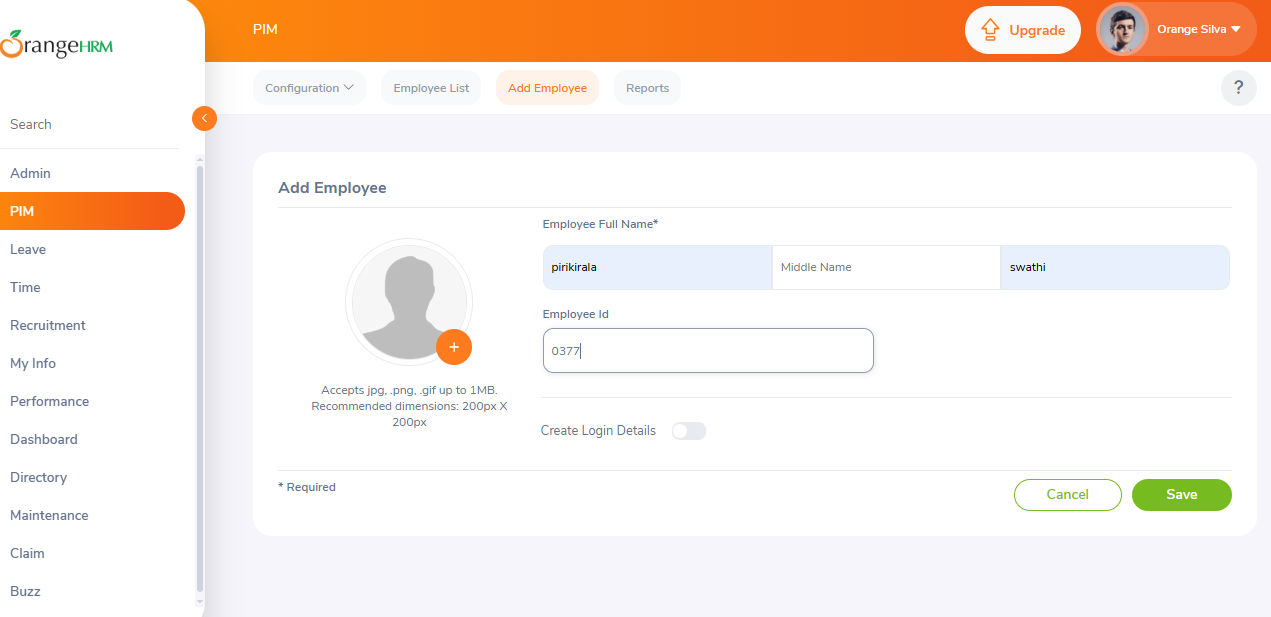 OrangeHRM
PIM
Upgrade
Orange Silva
Configuration
Employee List
Add Employee
Reports
?
Search
Admin
PIM
Leave
Time
Recruitment
My Info
Performance
Dashboard
Directory
Maintenance
Claim
Buzz
Add Employee
Accepts jpg, .png, .gif up to 1MB.
Recommended dimensions: 200px X
200px
Employee Full Name*
pirikirala
Middle Name
swathi
Employee Id
0377
Create Login Details
* Required
Cancel
Save